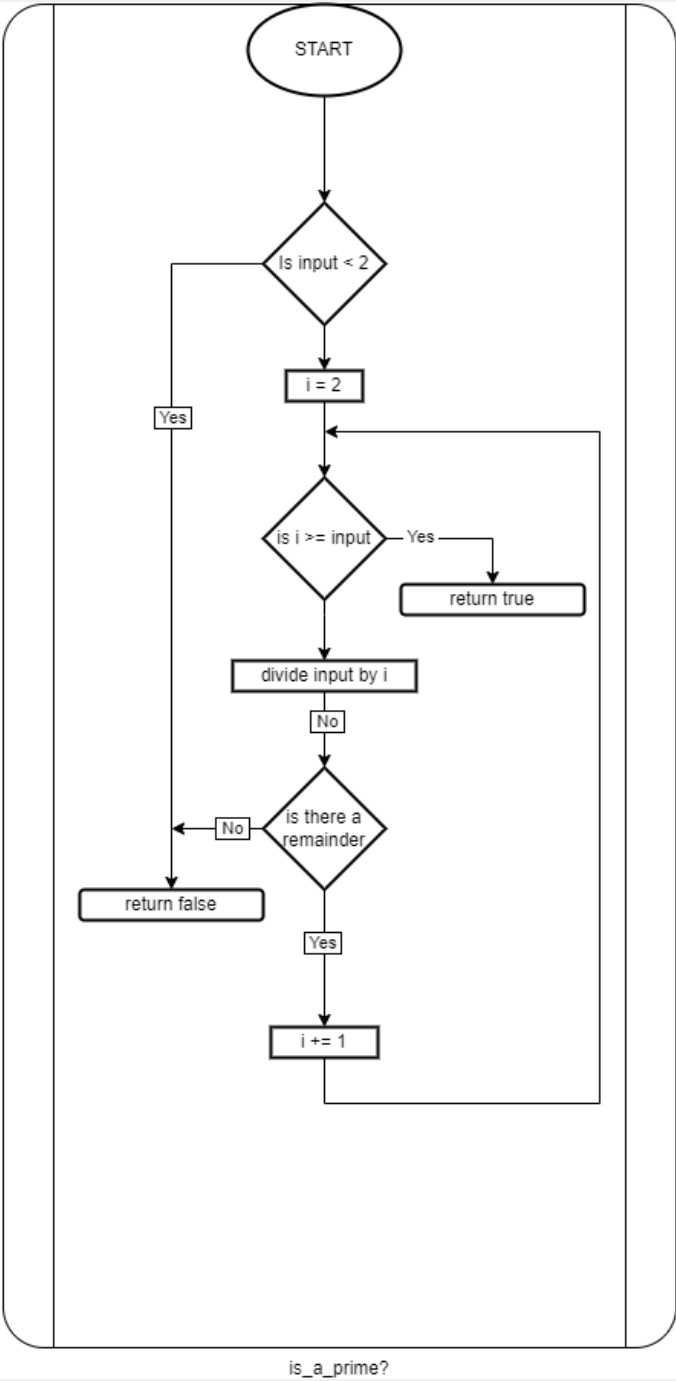 START
Is input < 2
i = 2
Yes
is i >= input
Yes
return true
divide input by i
No
is there a
remainder
No
return false
Yes
i += 1
is_a_prime?